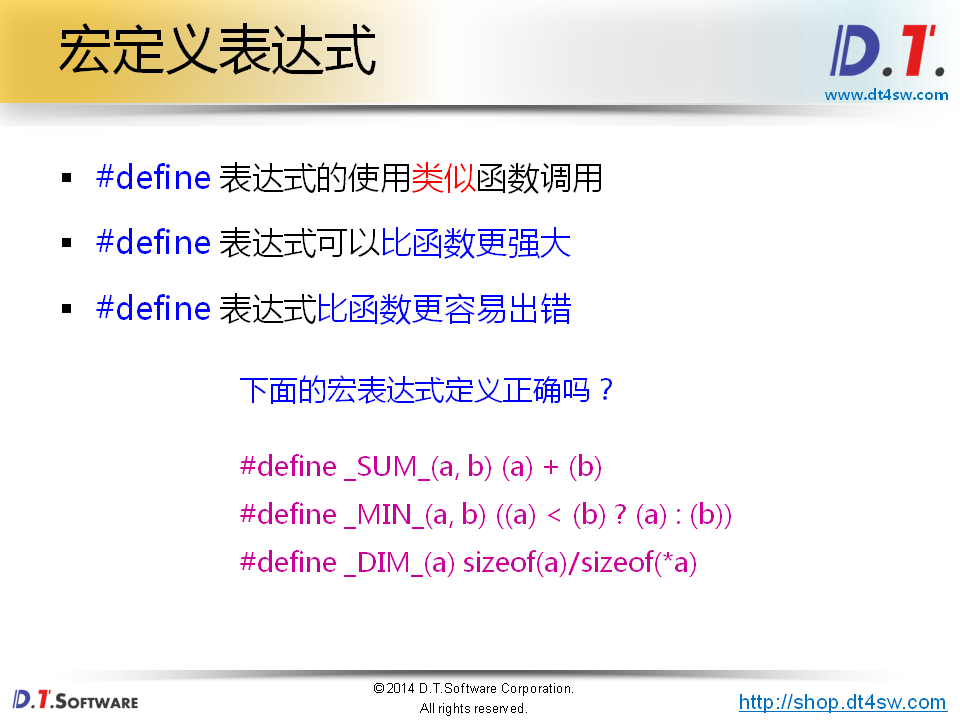 宏定义表达式
D.T.
www.dt4sw.com
▪ #define 表达式的使用类似函数调用
▪ #define 表达式可以比函数更强大
▪ #define 表达式比函数更容易出错
下面的宏表达式定义正确吗？
#define _SUM_(a, b) (a) + (b)
#define _MIN_(a, b) ((a) < (b) ? (a) : (b))
#define _DIM_(a) sizeof(a)/sizeof(*a)
D.T.SOFTWARE
©2014 D.T.Software Corporation.
All rights reserved.
http://shop.dt4sw.com